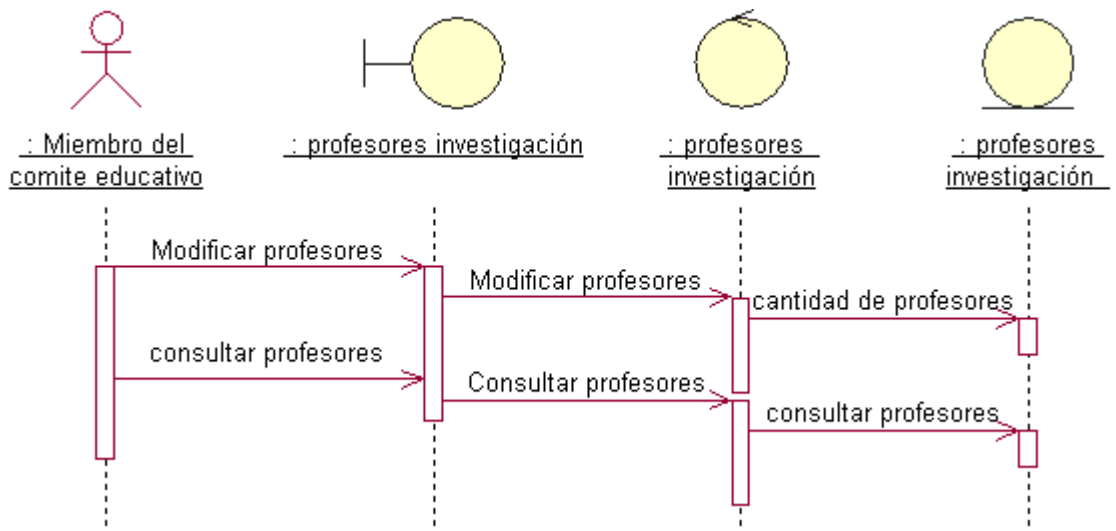 : Miembro del
comite educativo
: profesores investigación
: profesores
investigación
: profesores
investigación
Modificar profesores
Modificar profesores
cantidad de profesores
consultar profesores
Consultar profesores
consultar profesores